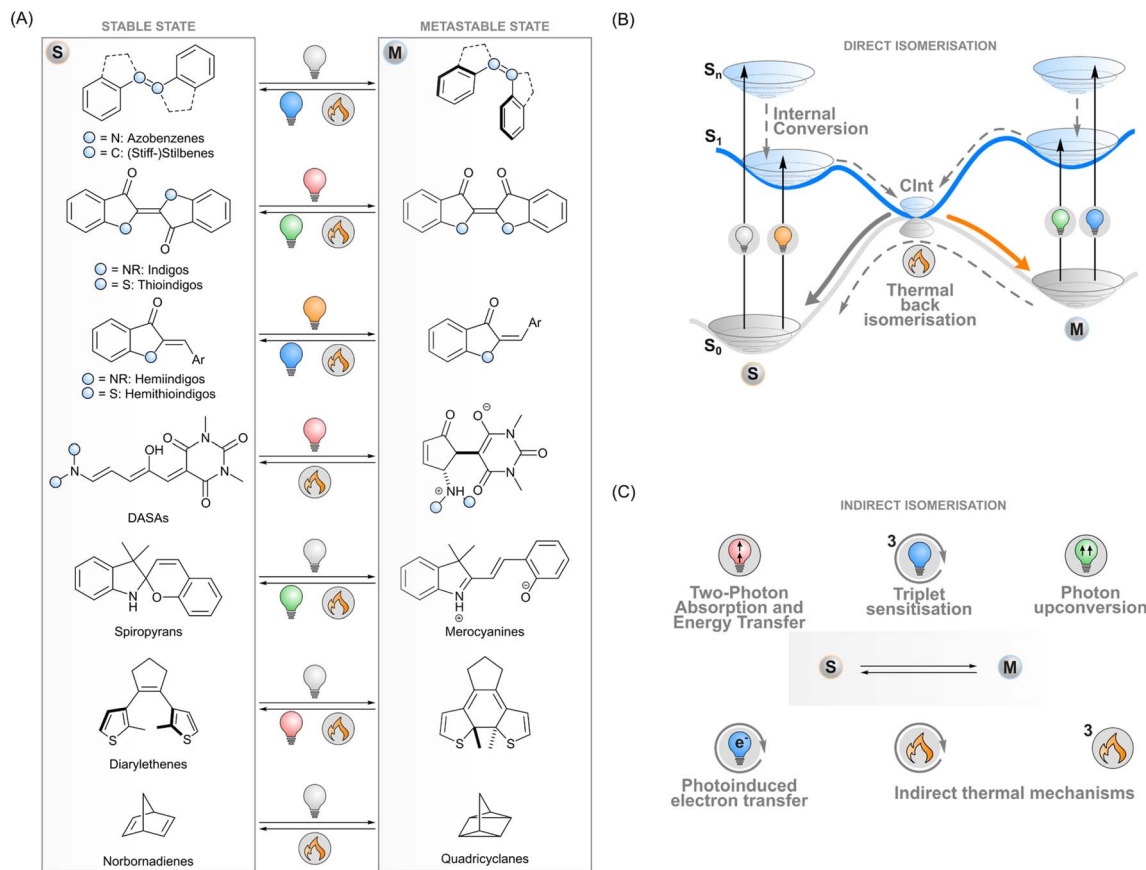 (A)
STABLE STATE
METASTABLE STATE
S
M
= N: Azobenzenes
= C: (Stiff-)Stilbenes
O
O
O
O
= NR: Indigos
= S: Thioindigos
O
Ar
O
Ar
= NR: Hemiindigos
= S: Hemithioindigos
N
OH
O
N
O
N
O
DASAs
O
O
⊖
N
O
N
O
NH
⊕
N
H
O
Spiropyrans
N
H
⊕
⊖
O
Merocyanines
S
S
Diarylethenes
S
S
Norbornadienes
Quadricyclanes
(B)
DIRECT ISOMERISATION
Sn
Internal
Conversion
S1
CInt
Thermal
back
isomerisation
S0
S
M
(C)
INDIRECT ISOMERISATION
Two-Photon
Absorption and
Energy Transfer
3
Triplet
sensitisation
Photon
upconversion
S
M
e-
Photoinduced
electron transfer
3
Indirect thermal mechanisms